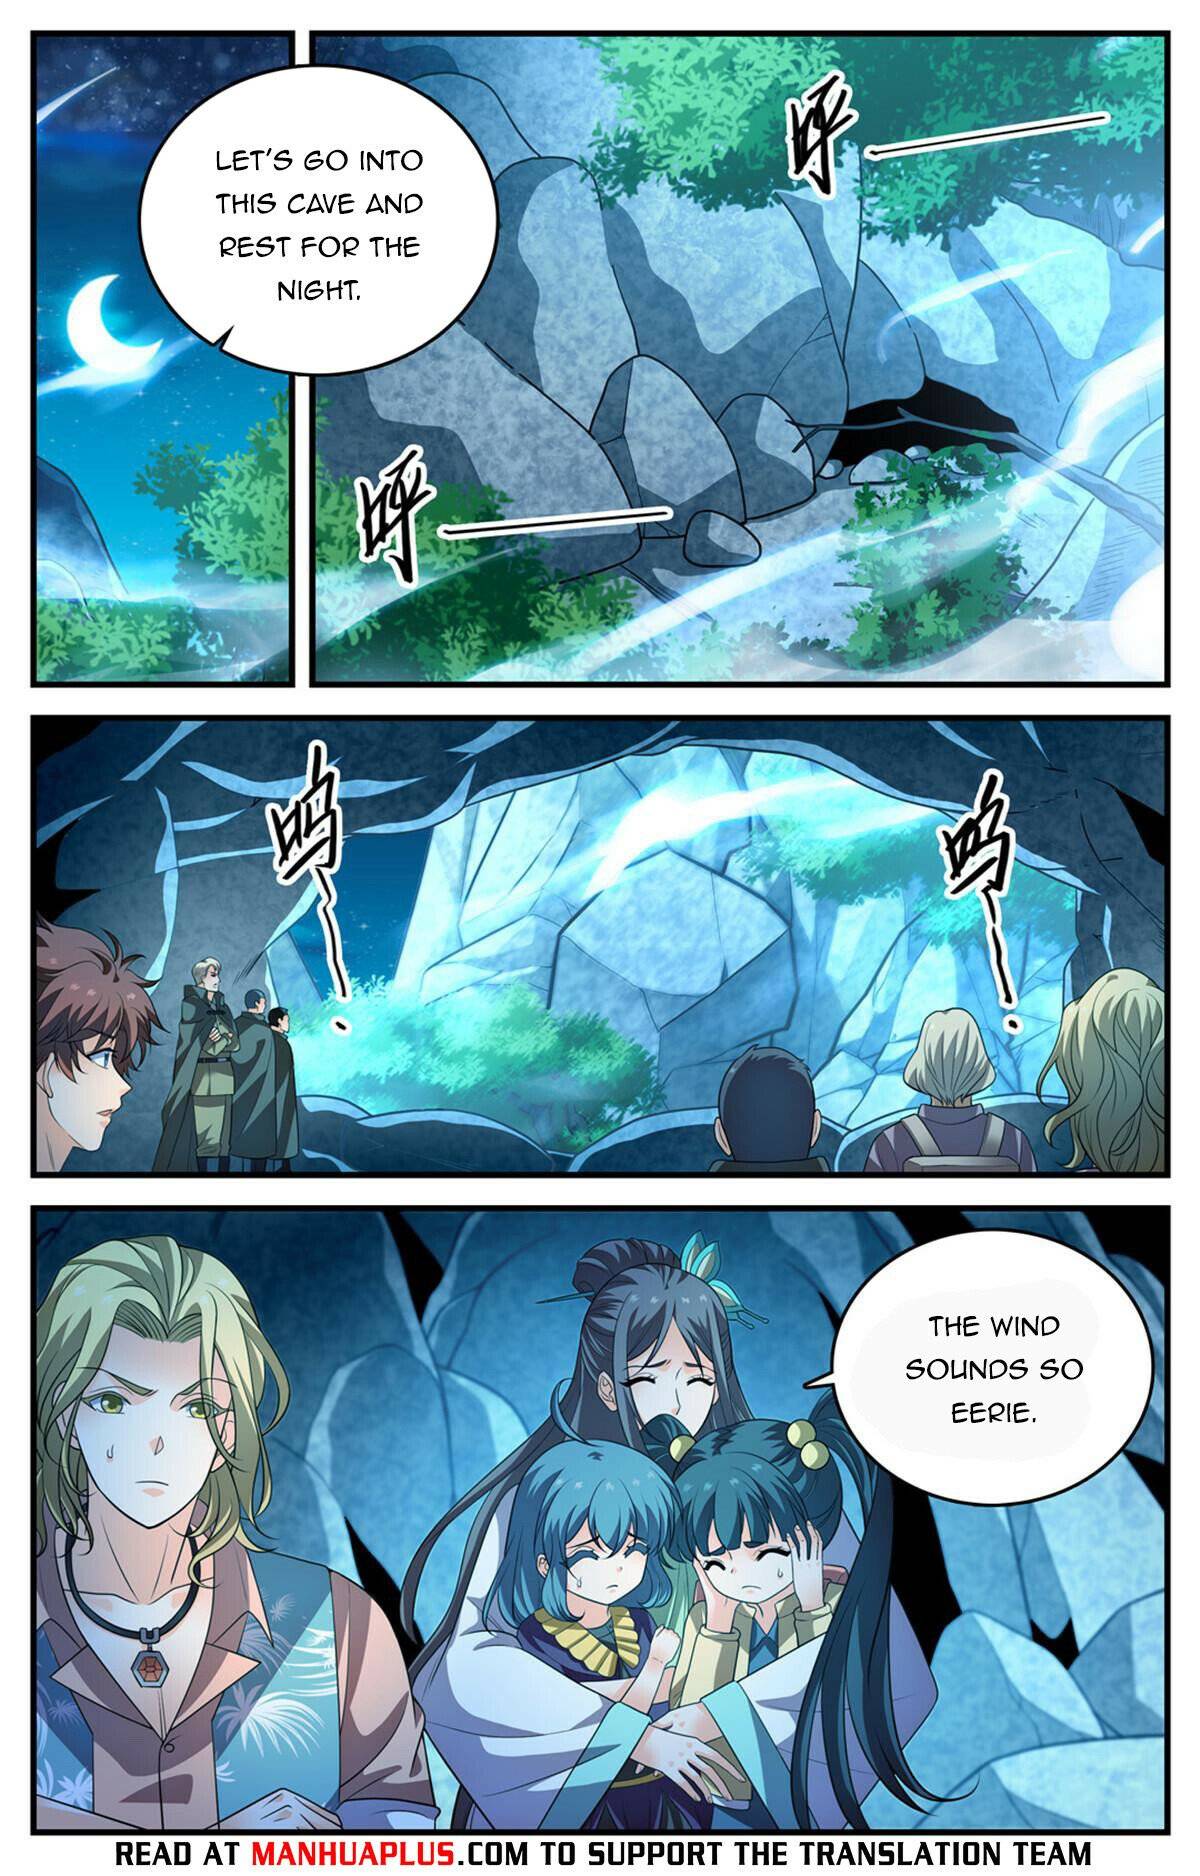 LET'S GO INTO
THIS CAVE AND
REST FOR THE
NIGHT.
呼——
呼——
呜~~~
呜~~~
THE WIND
SOUNDS SO
EERIE.
READ AT MANHUAPLUS.COM TO SUPPORT THE TRANSLATION TEAM